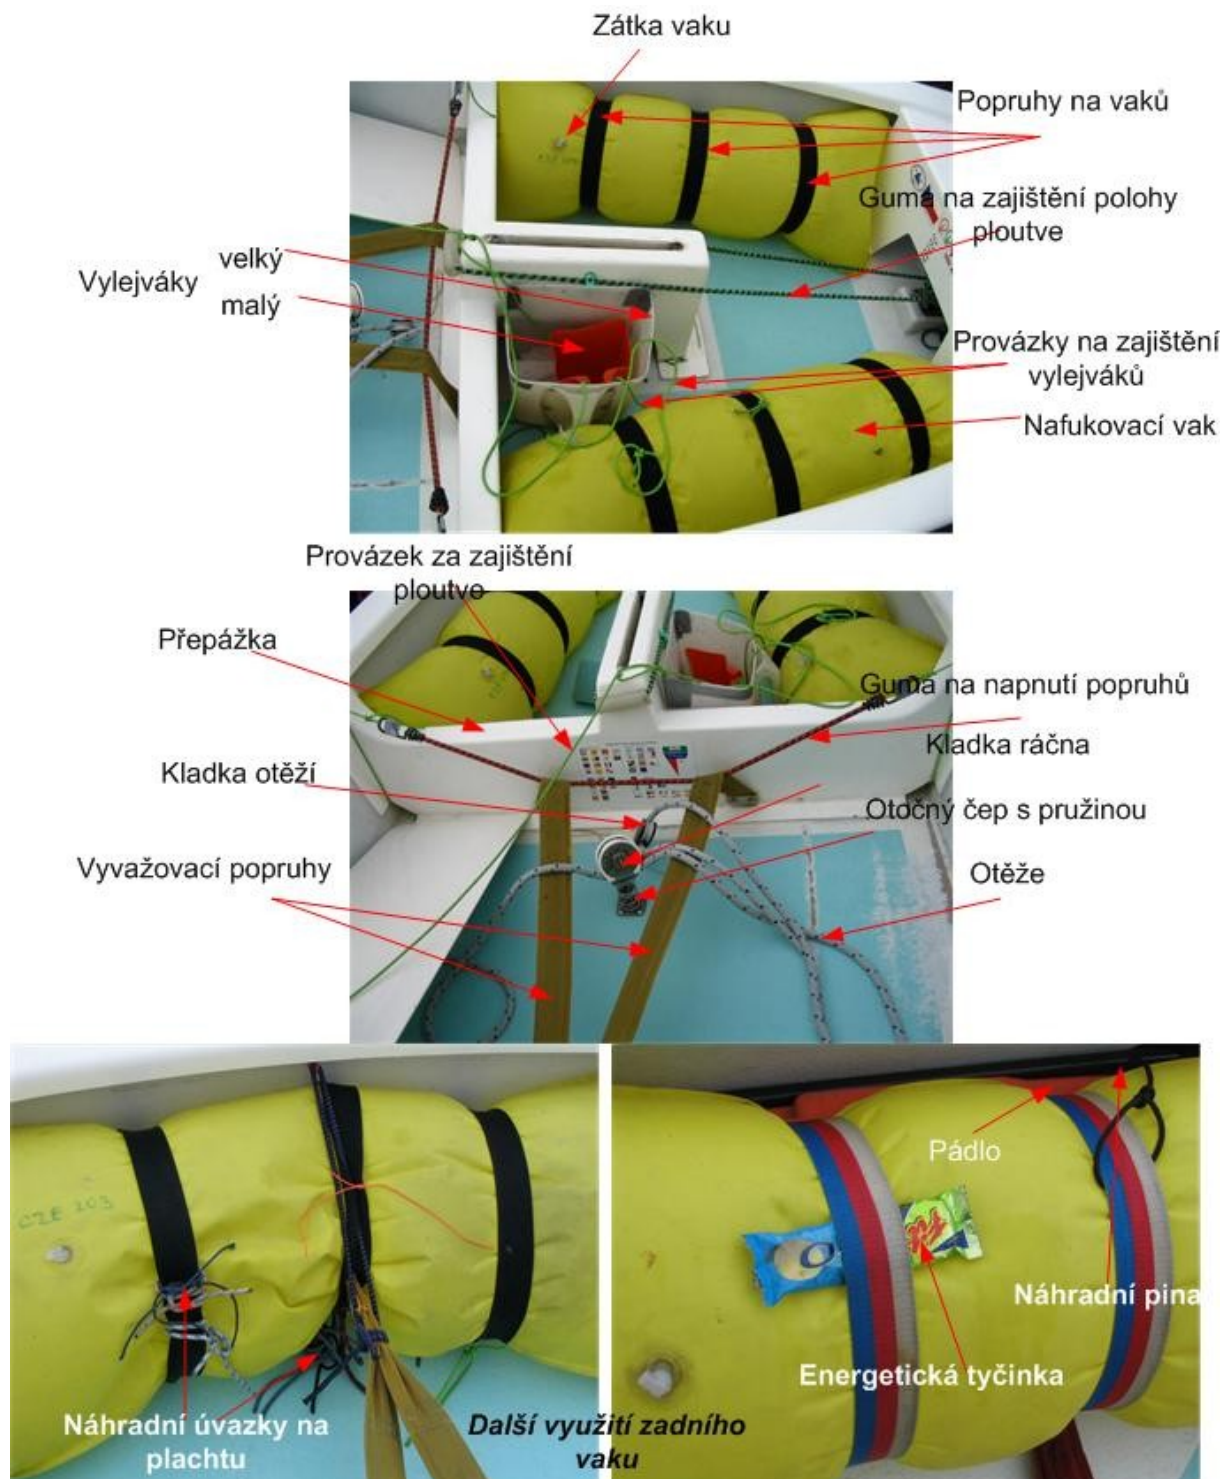 Zátka vaku
Popruhy na vaků
Guma na zajištění polohy
ploutve
Vylejváky
velký
malý
Provázky na zajištění
vylejváků
Nafukovací vak
Provázek za zajištění
ploutve
Přepážka
Guma na napnutí popruhů
Kladka ráčna
Kladka otěží
Otočný čep s pružinou
Vyvažovací popruhy
Otěže
CZE 203
Náhradní úvazky na
plachtu
Další využití zadního
vaku
Pádlo
Náhradní pina
Energetická tyčinka